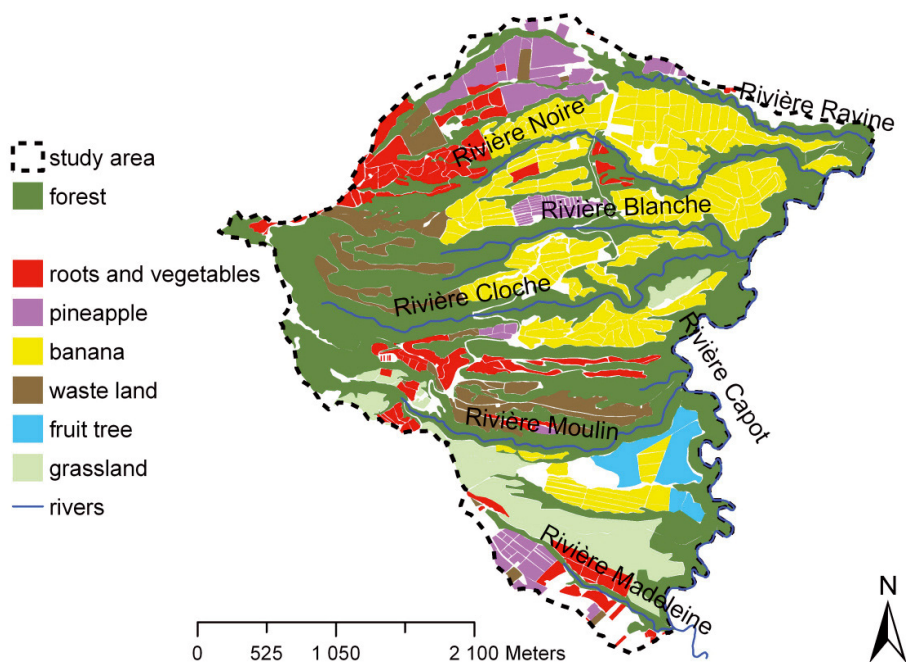 study area
forest
roots and vegetables
pineapple
banana
waste land
fruit tree
grassland
rivers
Rivière Ravine
Rivière Noire
Rivière Blanche
Rivière Cloche
Rivière Capot
Rivière Moulin
Rivière Madeleine
N
0 525 1 050 2 100 Meters